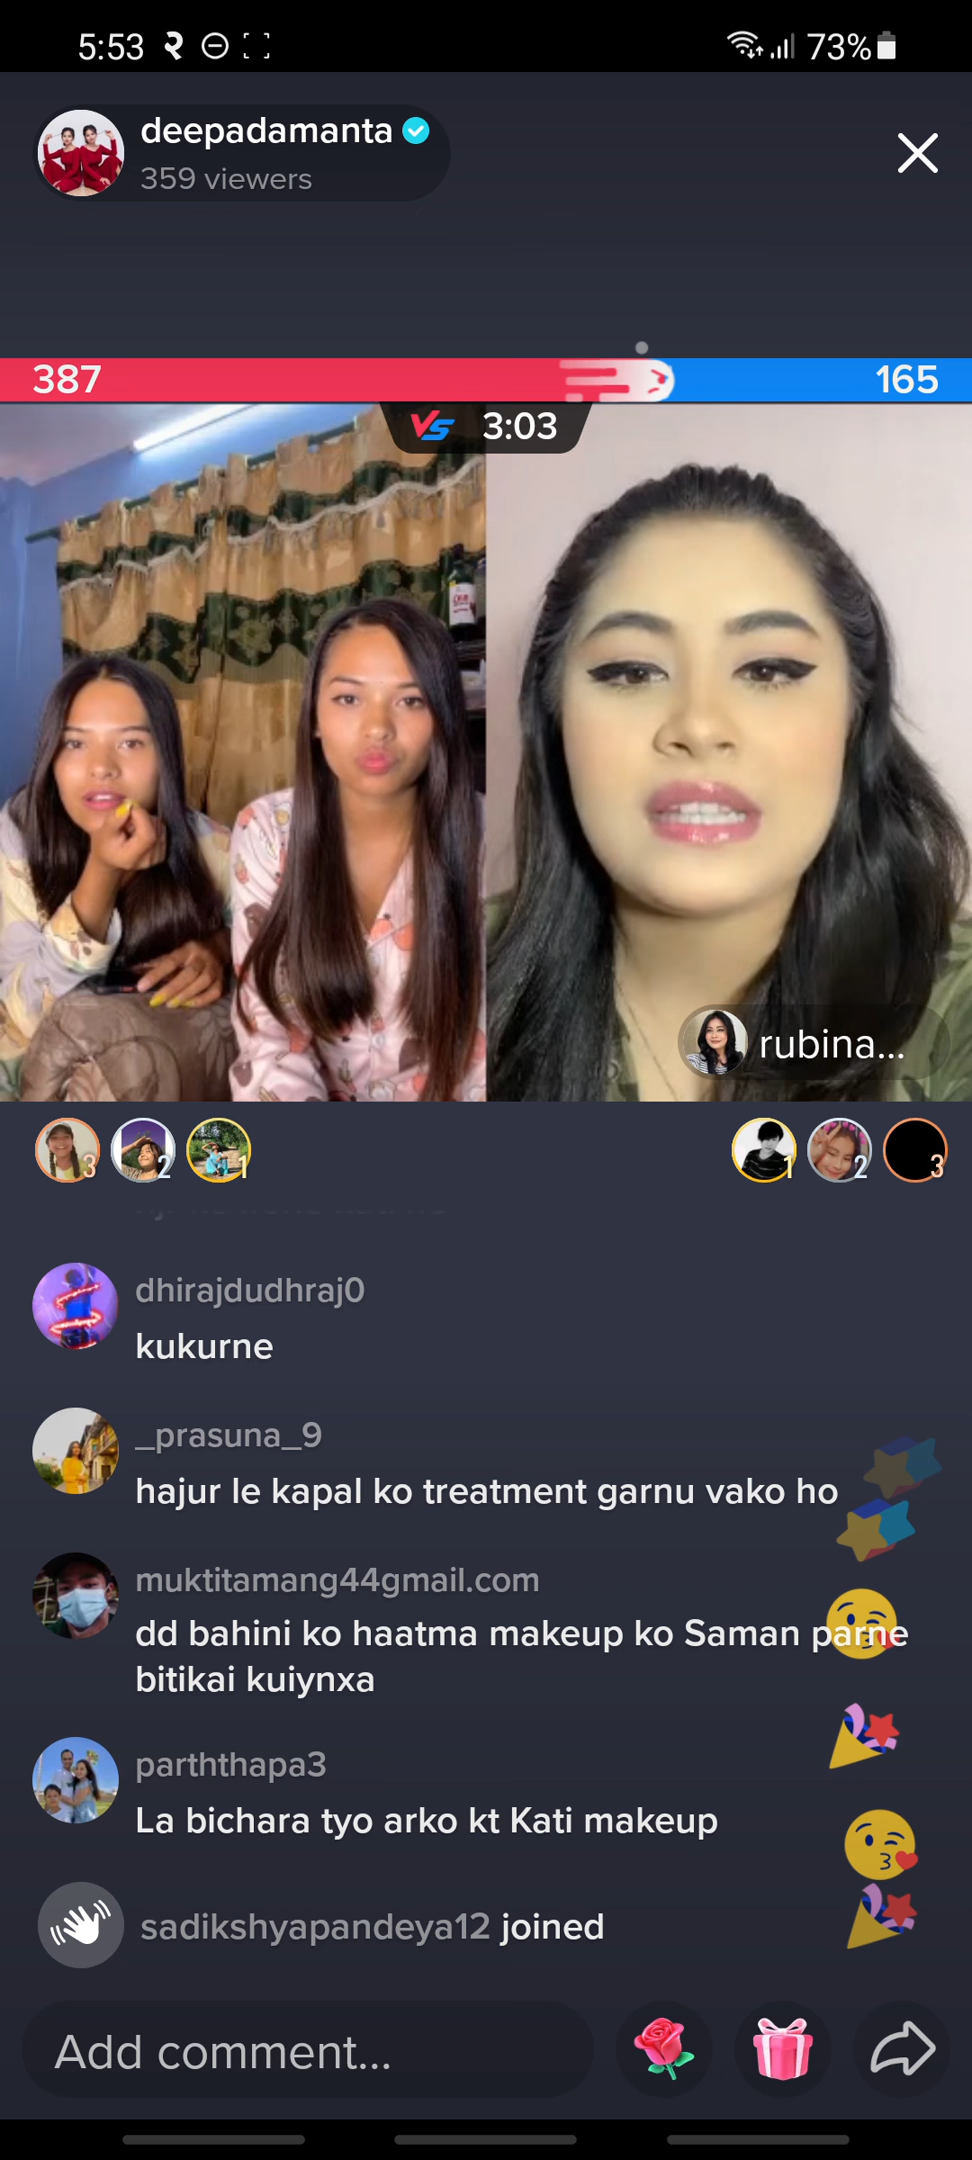 5:53
73%
deepadamanta
359 viewers
387
165
VS 3:03
rubina...
3
2
1
1
2
3
dhirajdudhraj0
kukurne
_prasuna_9
hajur le kapal ko treatment garnu vako ho
muktitamang44gmail.com
dd bahini ko haatma makeup ko Saman parne
bitikai kuiynxa
parththapa3
La bichara tyo arko kt Kati makeup
sadikshyapandeya12 joined
Add comment...